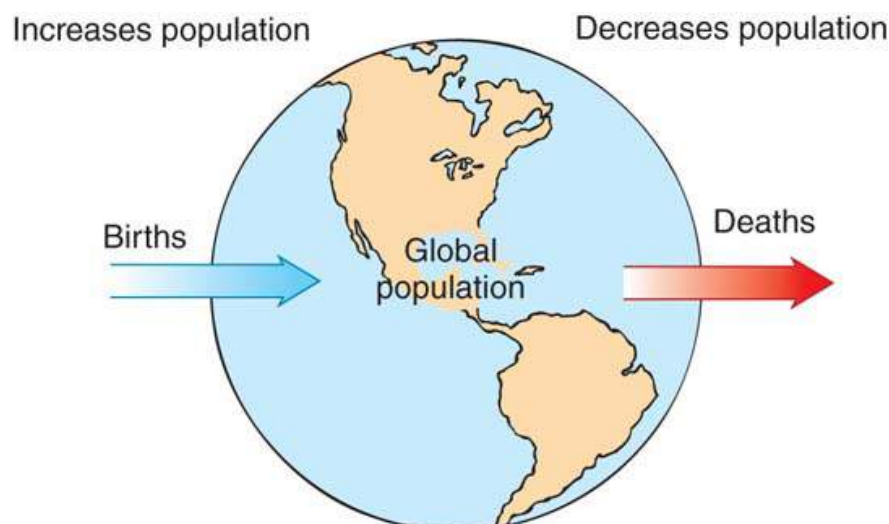 Increases population
Decreases population
Births
Deaths
Global
population